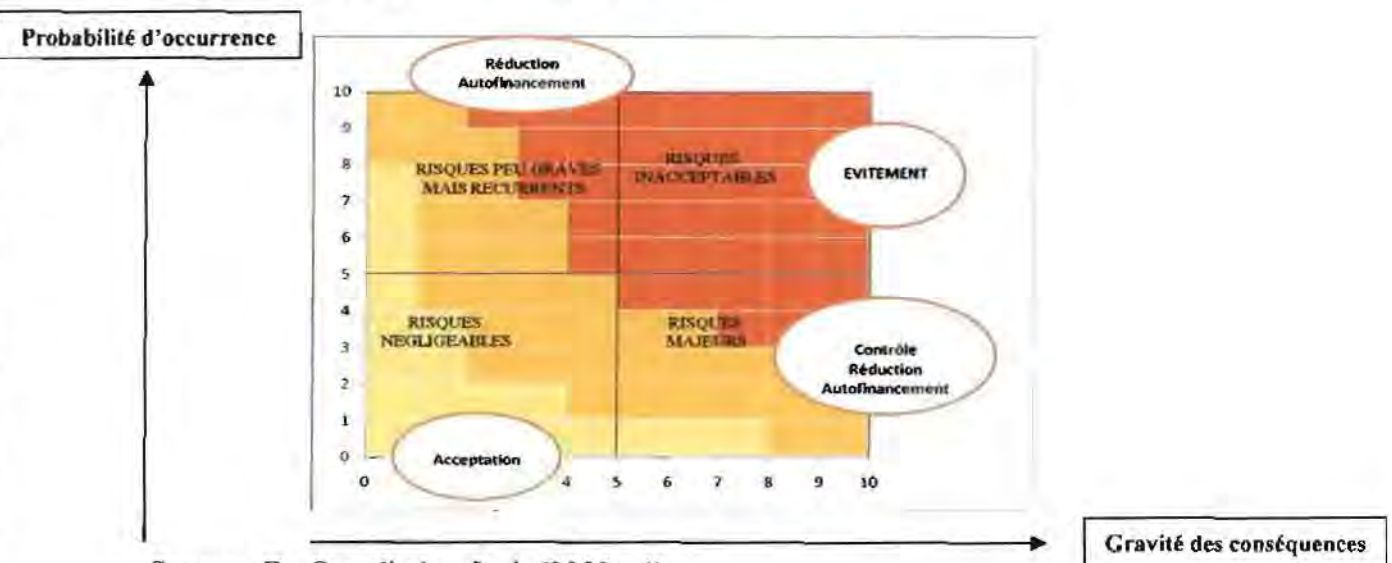 Probabilité d'occurrence
Réduction
Autofinancement
10
9
8
7
6
5
4
3
2
1
0
RISQUES PEU GRAVES
MAIS RECURRENTS
RISQUES
INACCEPTABLES
EVITEMENT
RISQUES
NEGLIGEABLES
RISQUES
MAJEURS
Contrôle
Réduction
Autofinancement
Acceptation
0
4
5
6
7
8
9
10
Gravité des conséquences